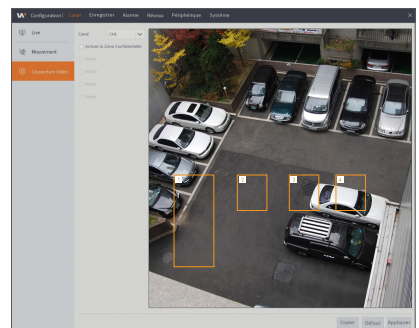 Configuration | Canal Enregistrer Alarme Réseau Périphérique Système
Live
Canal CH1
Activer la Zone Confidentielle
Mouvement
Couverture Vidéo
2
3
4
Copier Défaut Appliquer